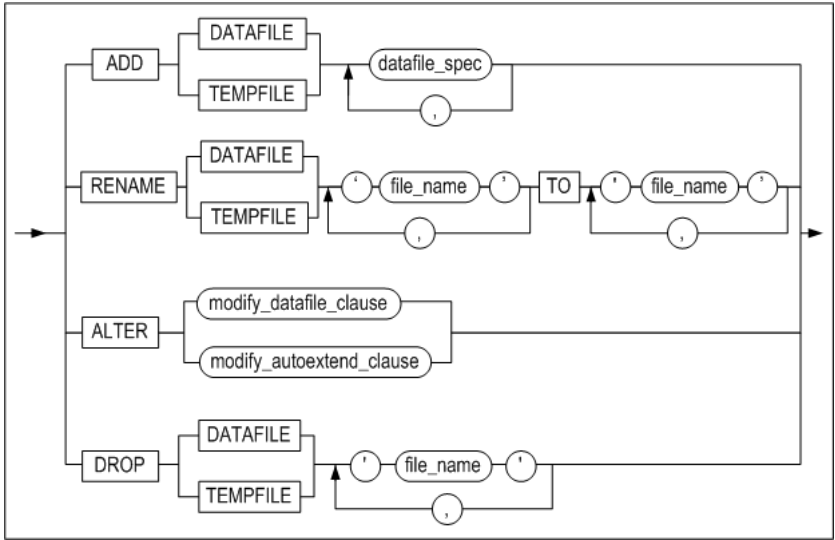 ADD DATAFILE datafile_spec
TEMPFILE ,
RENAME DATAFILE ‘ file_name ’ TO ' file_name ’
TEMPFILE , ,
ALTER modify_datafile_clause
modify_autoextend_clause
DROP DATAFILE ' file_name '
TEMPFILE ,